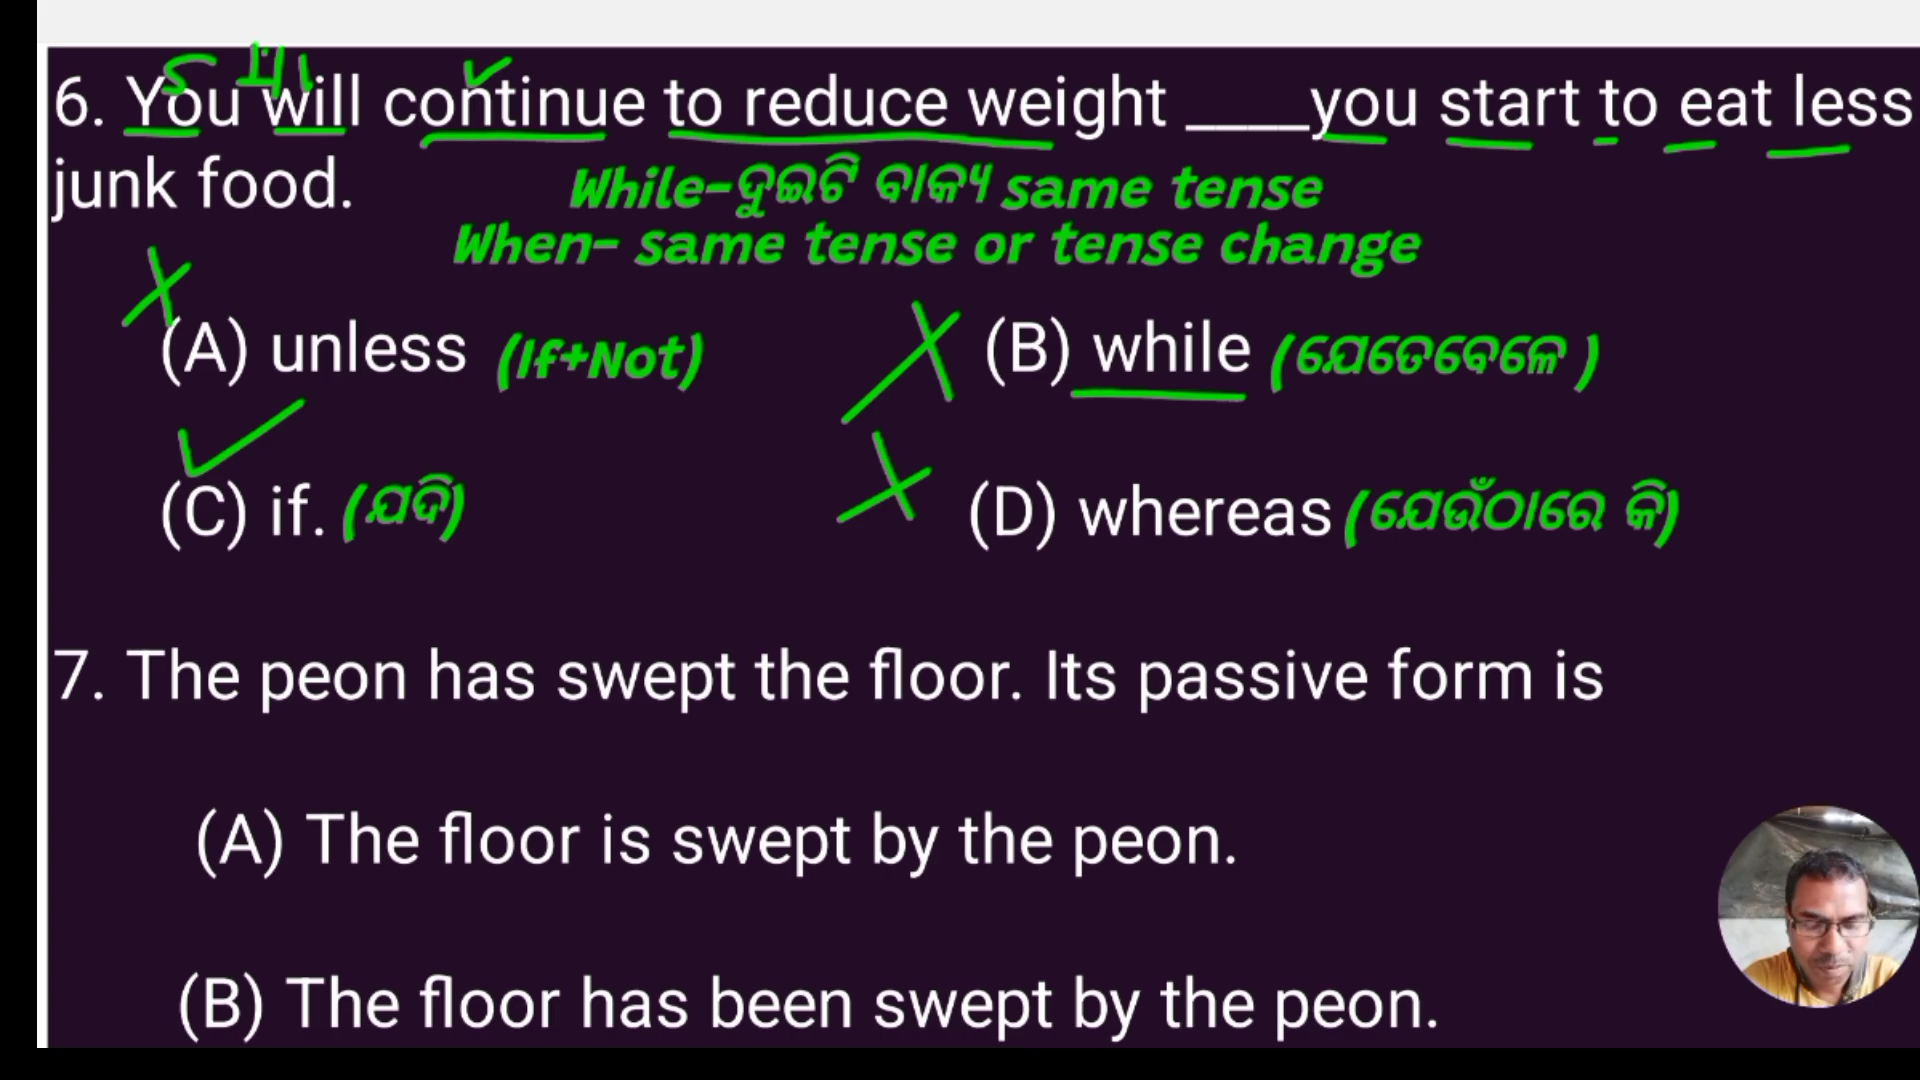 6. You will continue to reduce weight ____you start to eat less
junk food.
While-ଦୁଇଟି ବାକ୍ୟ same tense
When- same tense or tense change
(A) unless (If+Not)
(B) while (ଯେତେବେଳେ )
(C) if. (ଯଦି)
(D) whereas (ଯେଉଁଠାରେ କି)
7. The peon has swept the floor. Its passive form is
(A) The floor is swept by the peon.
(B) The floor has been swept by the peon.